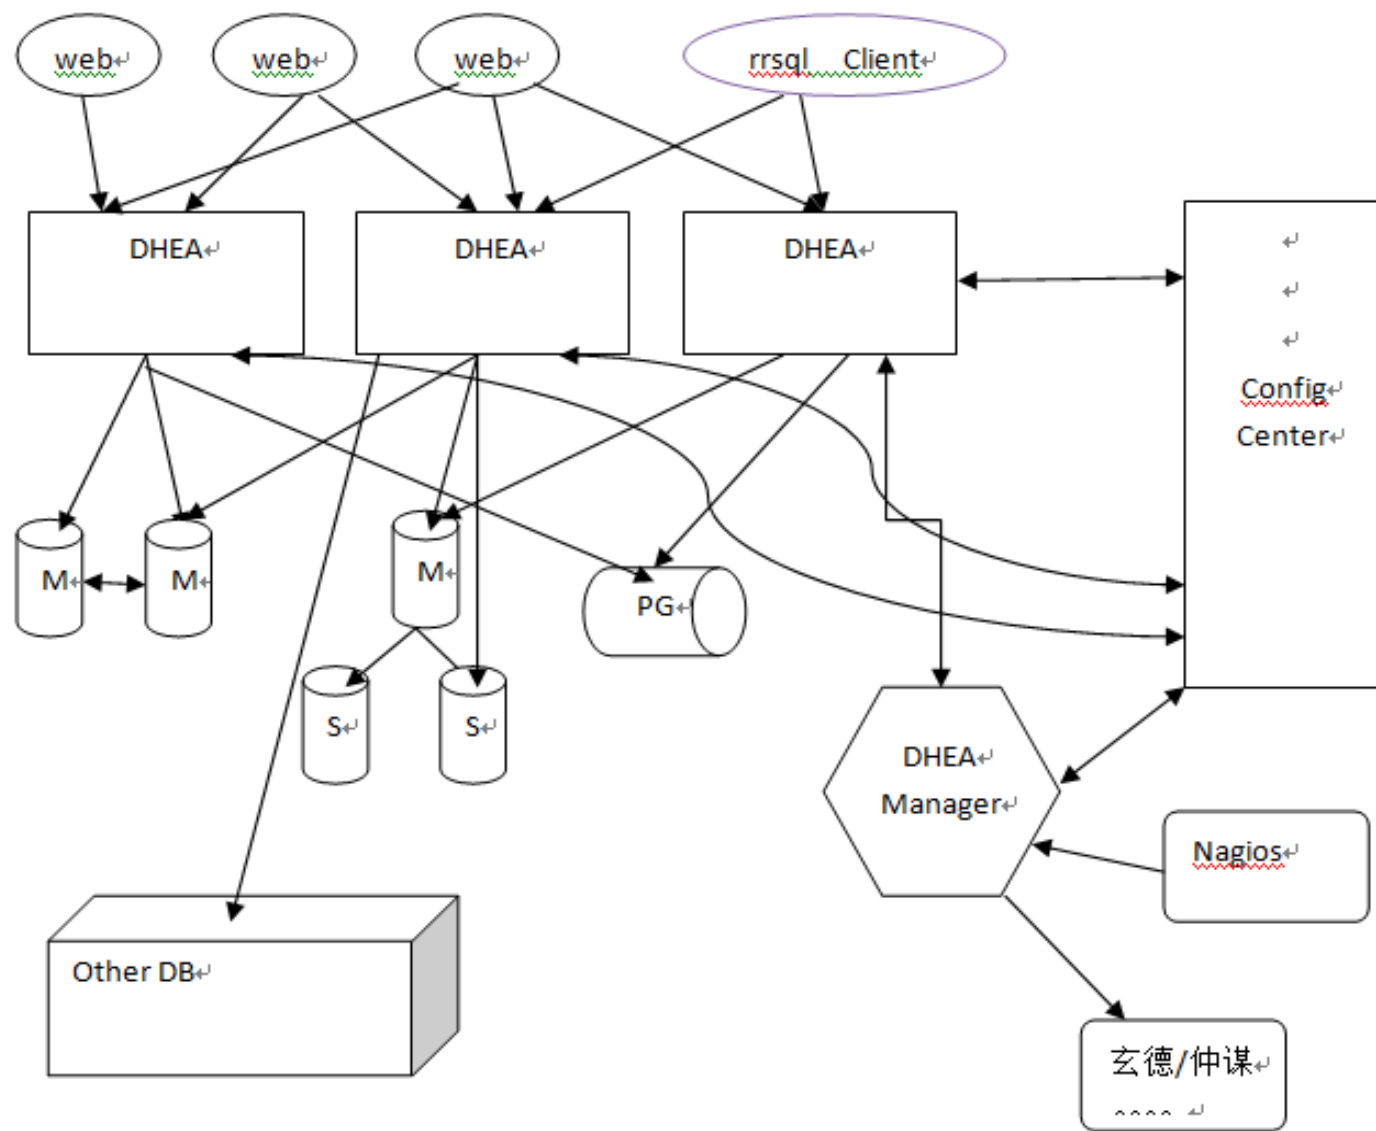 web
web
web
rrsql Client
DHEA
DHEA
DHEA
Config
Center
M
M
M
PG
S
S
DHEA
Manager
Nagios
Other DB
玄德/仲谋
。。。。